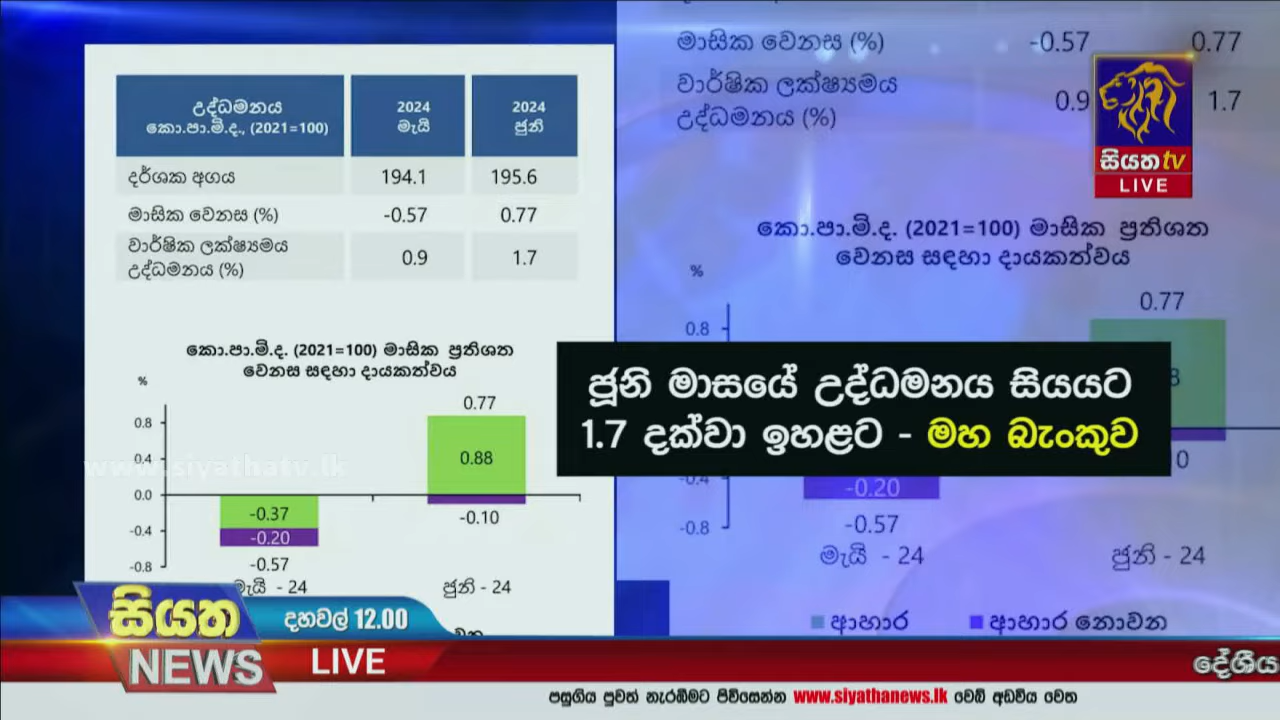 උද්ධමනය
කො.පා.මි.ද., (2021=100)
2024
මැයි
2024
ජූනි
දර්ශක අගය 194.1 195.6
මාසික වෙනස (%) -0.57 0.77
වාර්ෂික ලක්ෂ්‍යමය
උද්ධමනය (%) 0.9 1.7
කො.පා.මි.ද. (2021=100) මාසික ප්‍රතිශත
වෙනස සඳහා දායකත්වය
%
0.8
0.4
0.0
-0.4
-0.8
-0.37
-0.20
-0.57
0.77
0.88
-0.10
මැයි - 24
ජූනි - 24
www.siyathatv.lk
මාසික වෙනස (%) -0.57 0.77
වාර්ෂික ලක්ෂ්‍යමය
උද්ධමනය (%) 0.9 1.7
සියත tv
LIVE
කො.පා.මි.ද. (2021=100) මාසික ප්‍රතිශත
වෙනස සඳහා දායකත්වය
%
0.77
0.8
ජූනි මාසයේ උද්ධමනය සියයට
1.7 දක්වා ඉහළට - මහ බැංකුව
-0.4
-0.8
-0.20
-0.57
මැයි - 24
ජූනි - 24
ආහාර
ආහාර නොවන
සියත
NEWS
දහවල් 12.00
LIVE
දේශීය
පසුගිය පුවත් නැරඹීමට පිවිසෙන්න www.siyathanews.lk වෙබ් අඩවිය වෙත